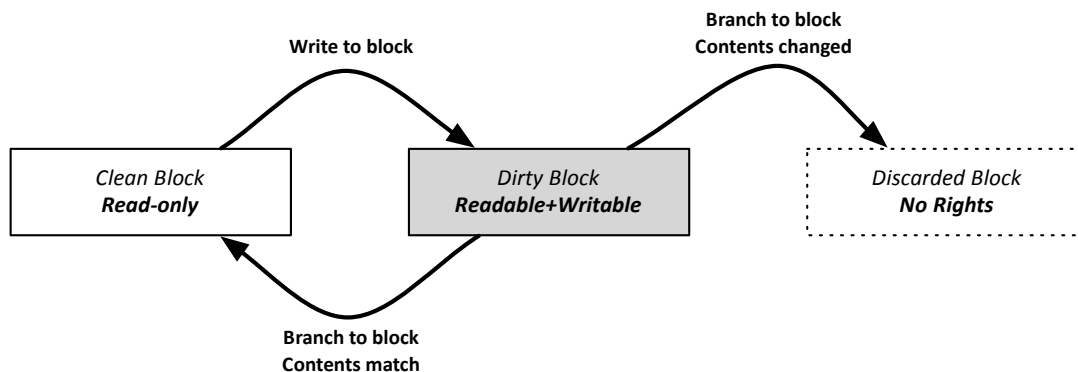 Branch to block
Contents changed
Write to block
Clean Block
Read-only
Dirty Block
Readable+Writable
Discarded Block
No Rights
Branch to block
Contents match